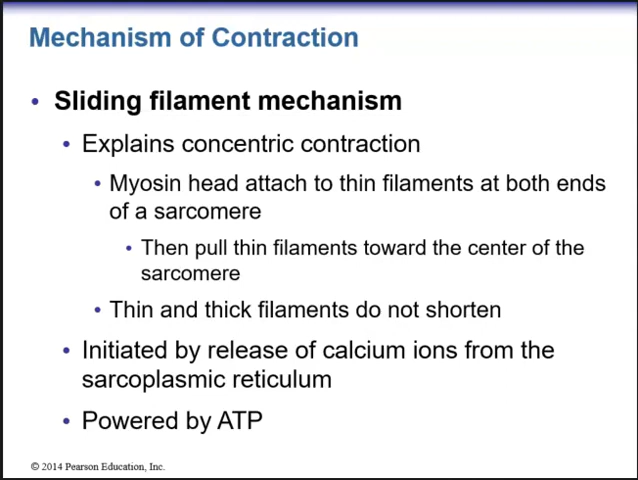 Mechanism of Contraction
• Sliding filament mechanism
• Explains concentric contraction
• Myosin head attach to thin filaments at both ends
of a sarcomere
• Then pull thin filaments toward the center of the
sarcomere
• Thin and thick filaments do not shorten
• Initiated by release of calcium ions from the
sarcoplasmic reticulum
• Powered by ATP
© 2014 Pearson Education, Inc.